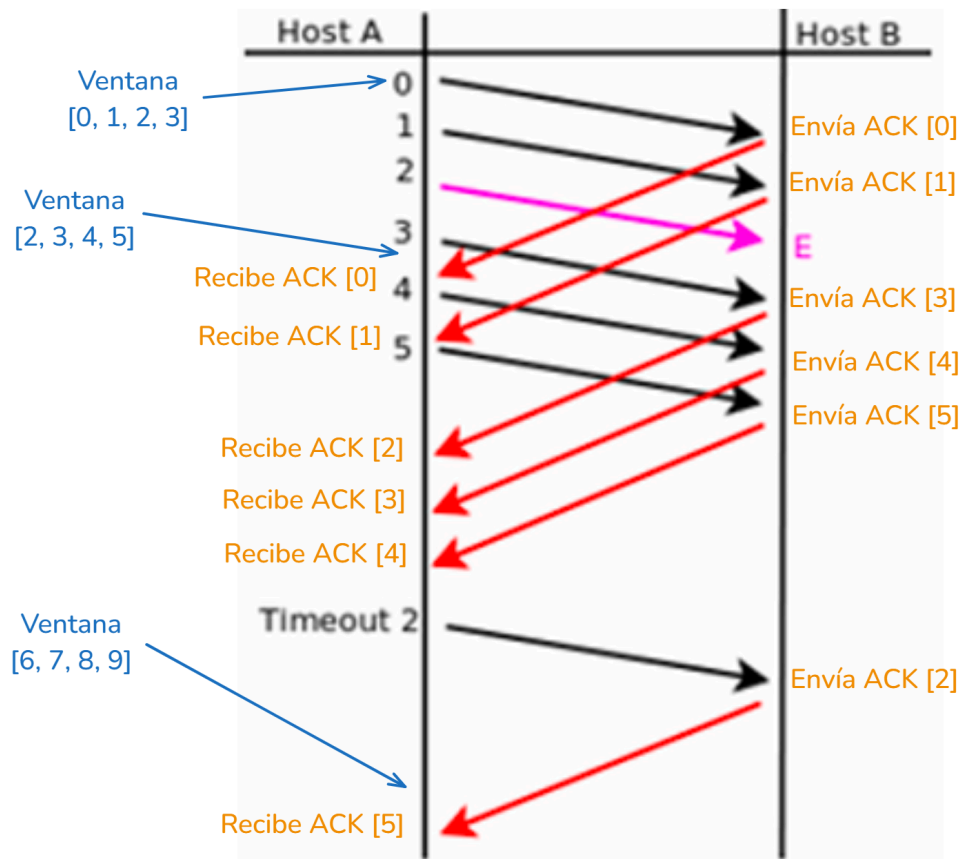 Host A
Host B
Ventana
[0, 1, 2, 3]
0
Envía ACK [0]
1
2
Envía ACK [1]
Ventana
[2, 3, 4, 5]
3
E
Recibe ACK [0]
4
Envía ACK [3]
Recibe ACK [1]
5
Envía ACK [4]
Envía ACK [5]
Recibe ACK [2]
Recibe ACK [3]
Recibe ACK [4]
Timeout 2
Ventana
[6, 7, 8, 9]
Envía ACK [2]
Recibe ACK [5]